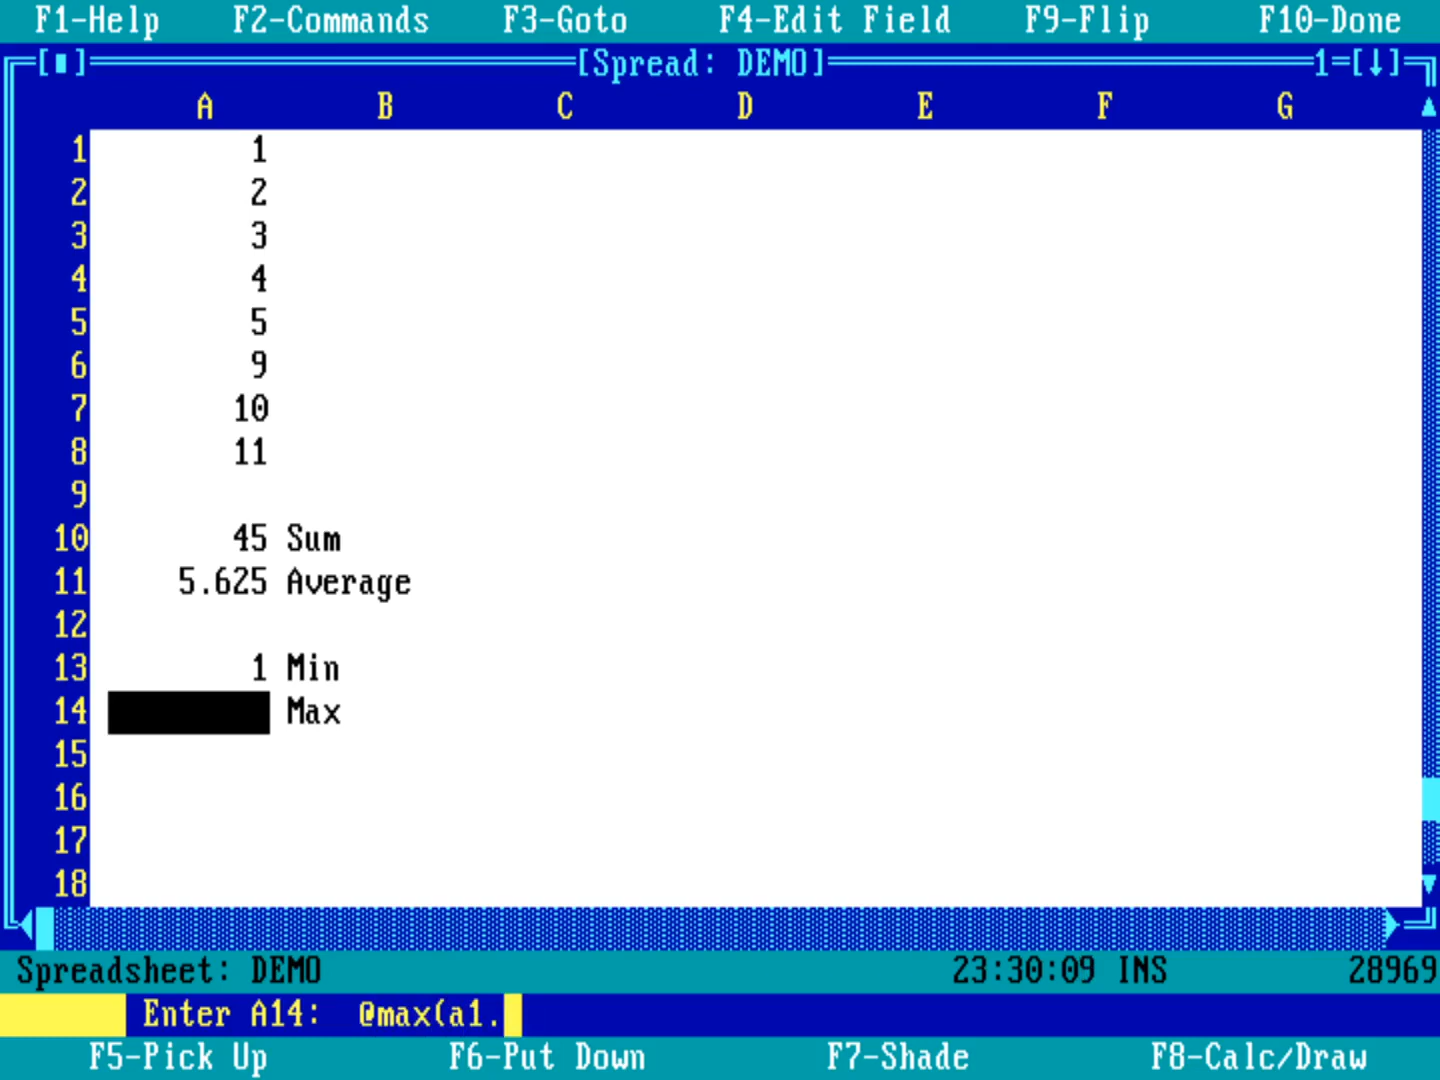 F1-Help F2-Commands F3-Goto F4-Edit Field F9-Flip F10-Done
[Spread: DEMO] 1=[↓]
A B C D E F G
1 1
2 2
3 3
4 4
5 5
6 9
7 10
8 11
9
10 45 Sum
11 5.625 Average
12
13 1 Min
14 Max
15
16
17
18
Spreadsheet: DEMO 23:30:09 INS 28969
Enter A14: @max(a1.
F5-Pick Up F6-Put Down F7-Shade F8-Calc/Draw